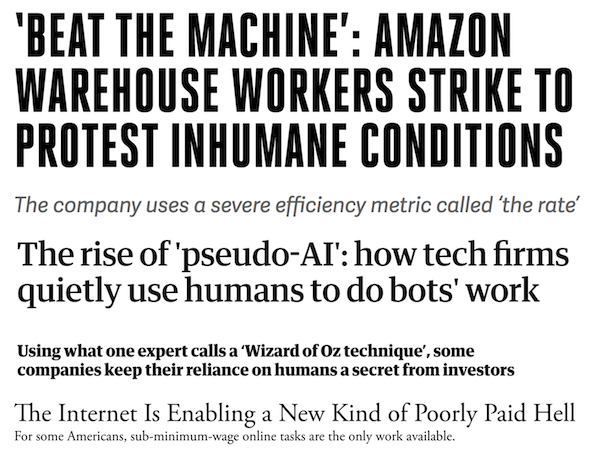 ‘BEAT THE MACHINE’: AMAZON
WAREHOUSE WORKERS STRIKE TO
PROTEST INHUMANE CONDITIONS
The company uses a severe efficiency metric called ‘the rate’
The rise of 'pseudo-AI': how tech firms
quietly use humans to do bots' work
Using what one expert calls a ‘Wizard of Oz technique’, some
companies keep their reliance on humans a secret from investors
The Internet Is Enabling a New Kind of Poorly Paid Hell
For some Americans, sub-minimum-wage online tasks are the only work available.